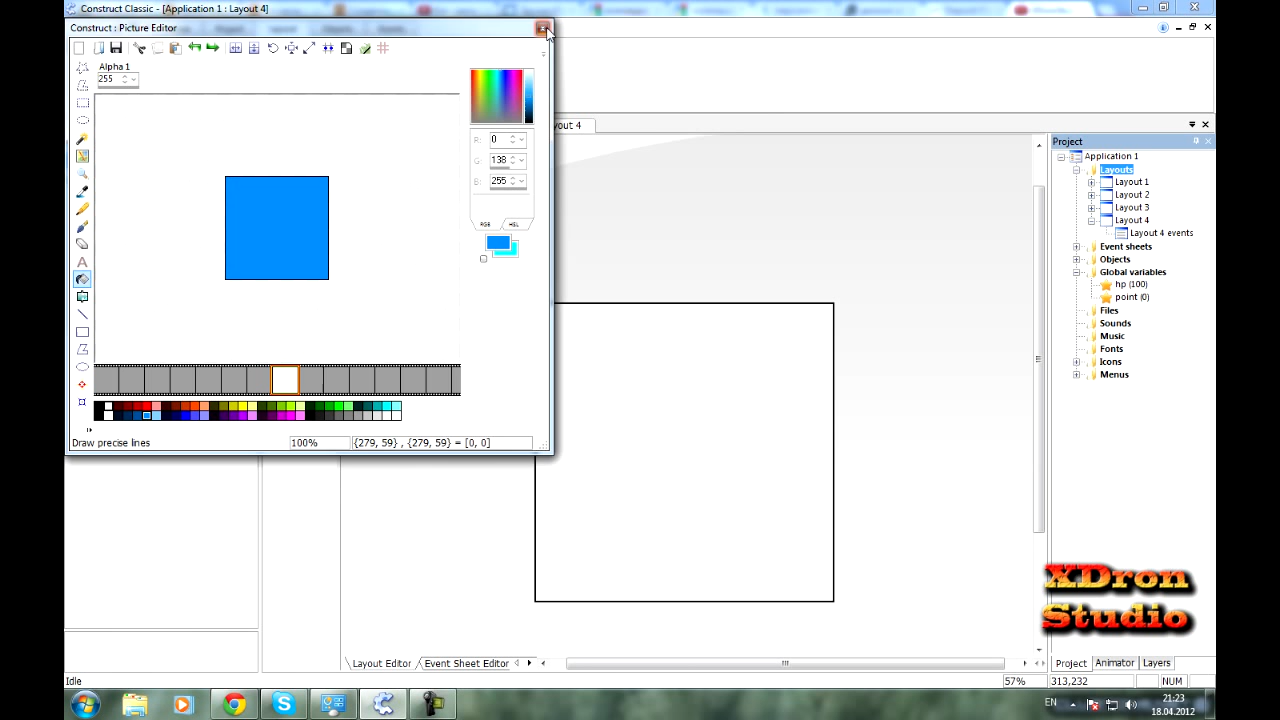 Construct Classic - [Application 1 : Layout 4]
Construct : Picture Editor
Alpha 1
255
R: 0
G: 138
B: 255
RGB
HSL
Draw precise lines
100%
{279, 59} , {279, 59} = [0, 0]
yout 4
Project
Application 1
Layouts
Layout 1
Layout 2
Layout 3
Layout 4
Layout 4 events
Event sheets
Objects
Global variables
hp (100)
point (0)
Files
Sounds
Music
Fonts
Icons
Menus
XDron
Studio
Layout Editor
Event Sheet Editor
Project
Animator
Layers
Idle
57%
313,232
NUM
EN
21:23
18.04.2012